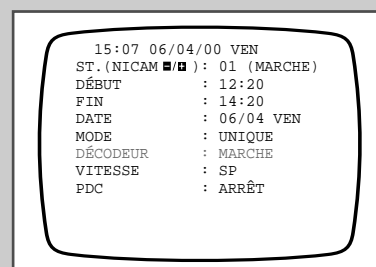 15:07 06/04/00 VEN
ST.(NICAM -/+ ): 01 (MARCHE)
DÉBUT : 12:20
FIN : 14:20
DATE : 06/04 VEN
MODE : UNIQUE
DÉCODEUR : MARCHE
VITESSE : SP
PDC : ARRÊT